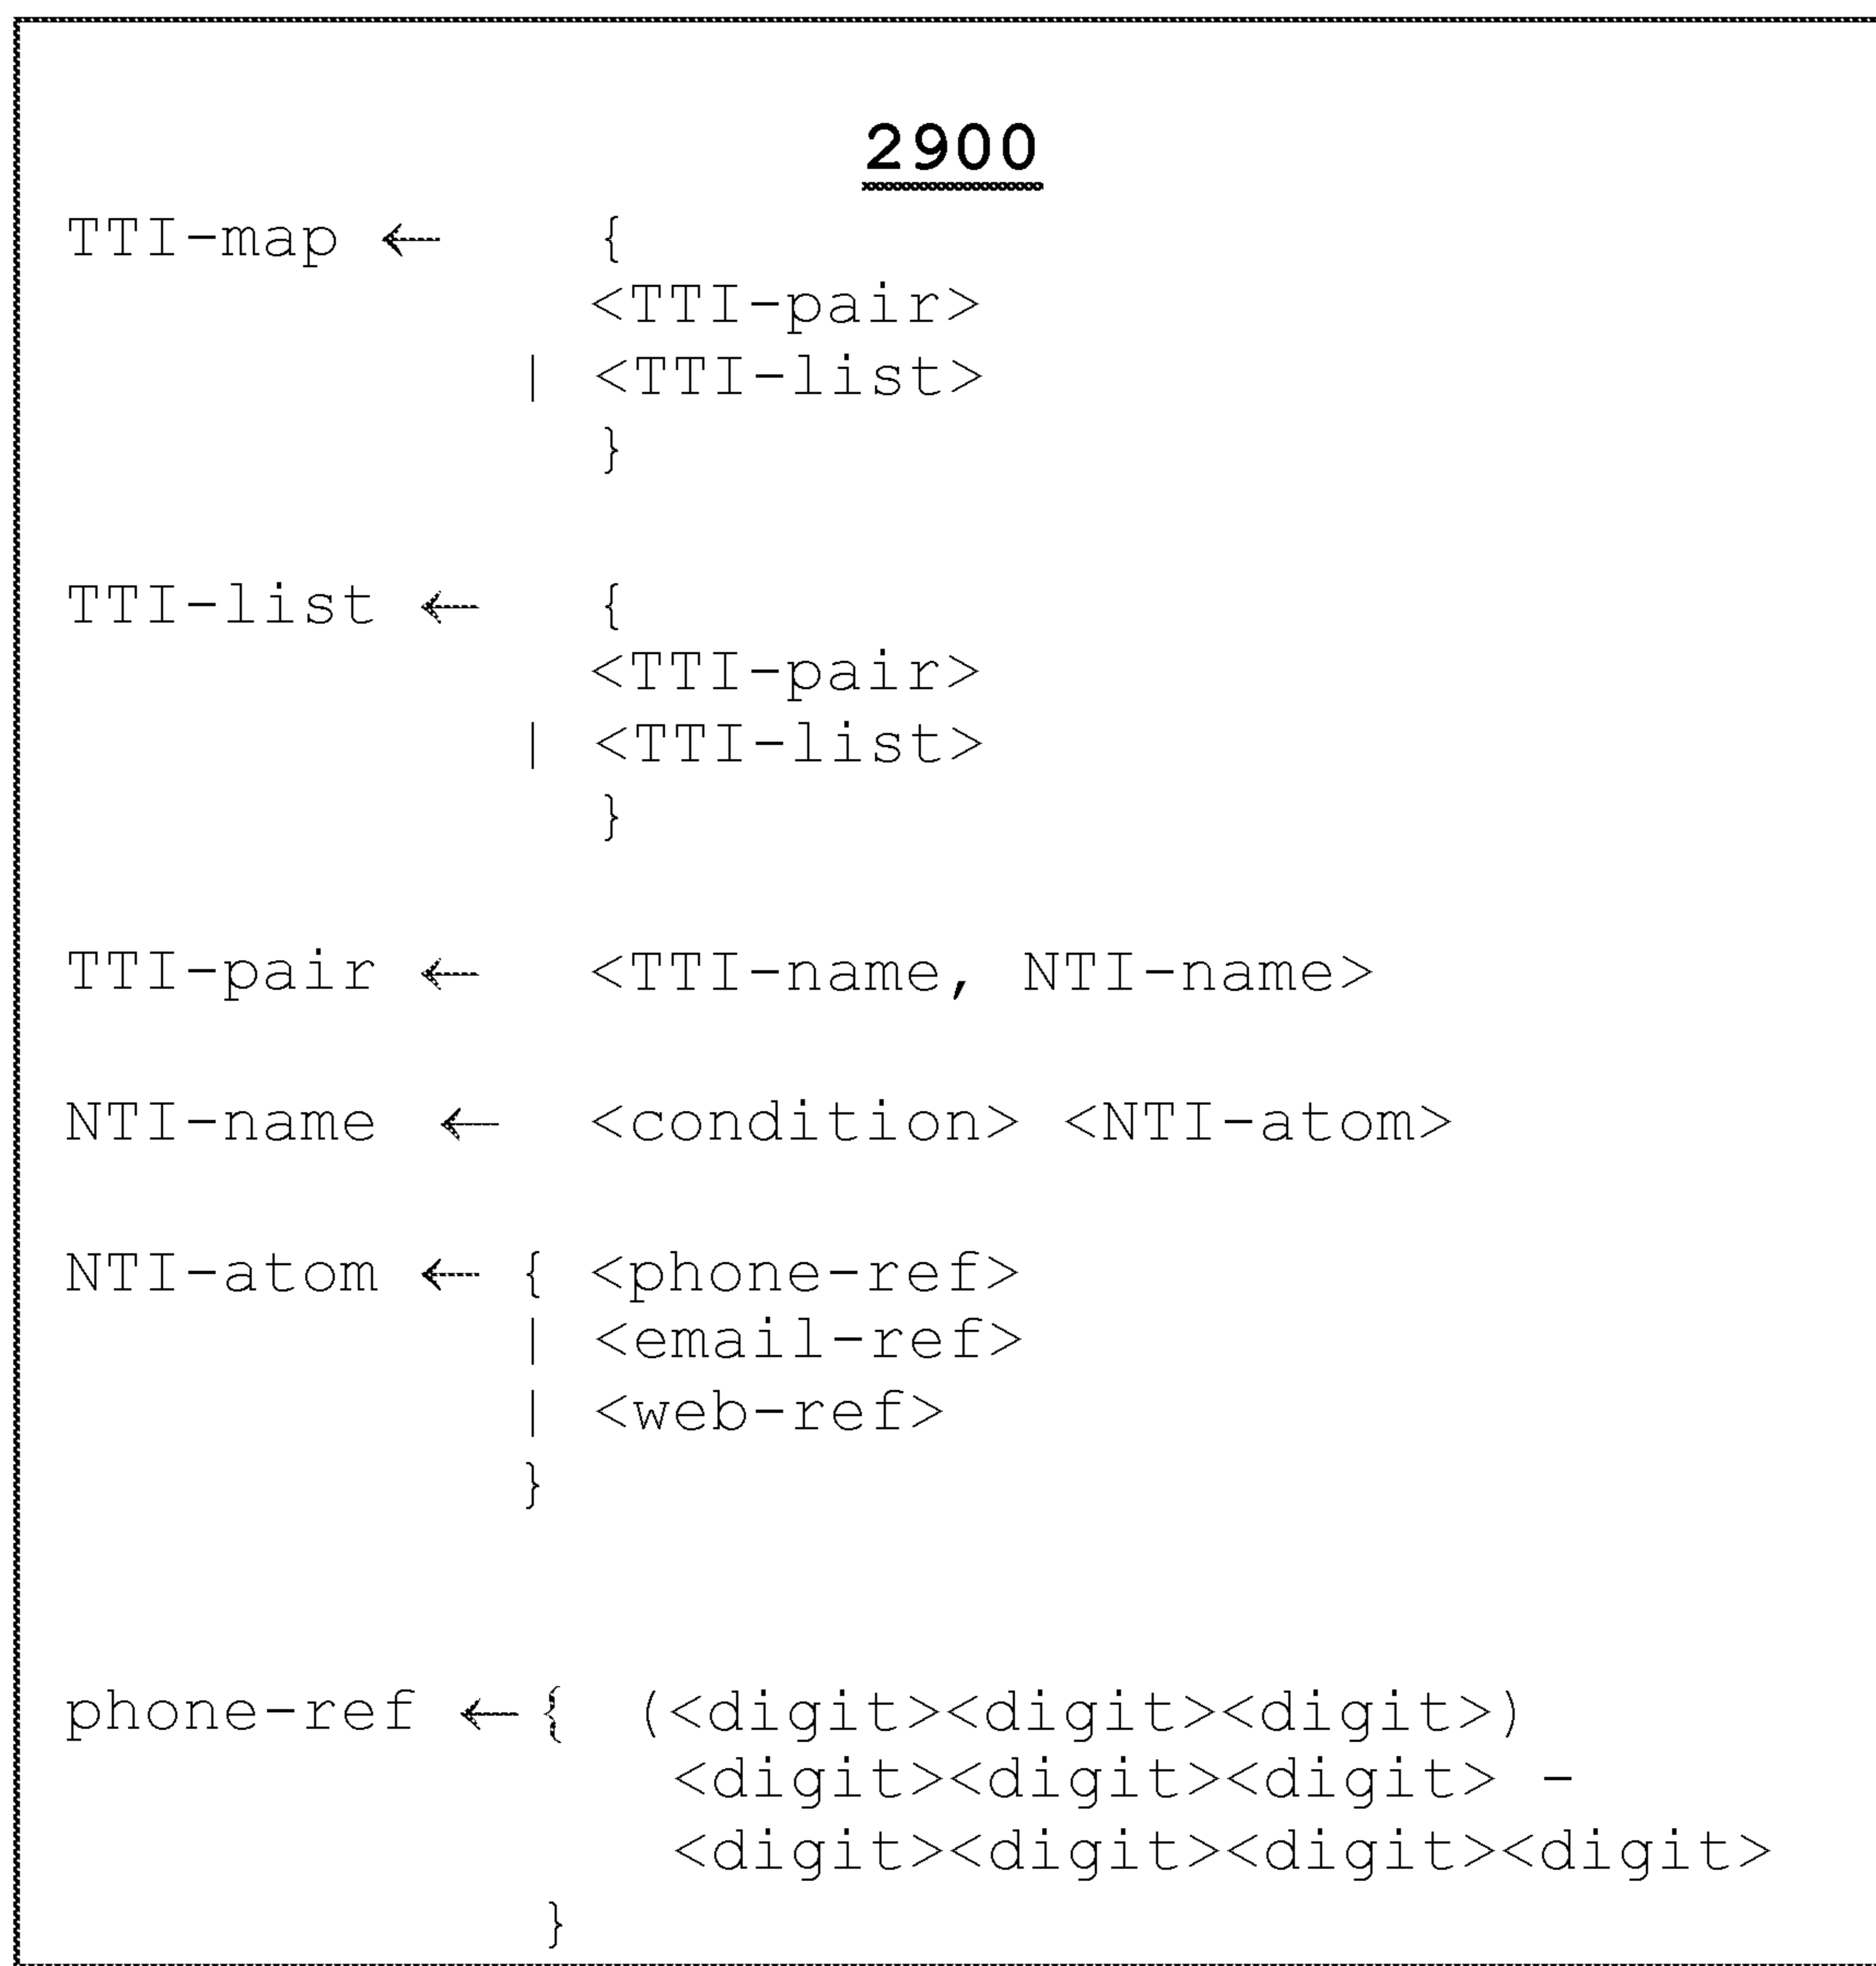 2900
TTI-map ← {
<TTI-pair>
| <TTI-list>
}
TTI-list ← {
<TTI-pair>
| <TTI-list>
}
TTI-pair ← <TTI-name, NTI-name>
NTI-name ← <condition> <NTI-atom>
NTI-atom ← { <phone-ref>
| <email-ref>
| <web-ref>
}
phone-ref ← { (<digit><digit><digit>)
<digit><digit><digit> -
<digit><digit><digit><digit>
}